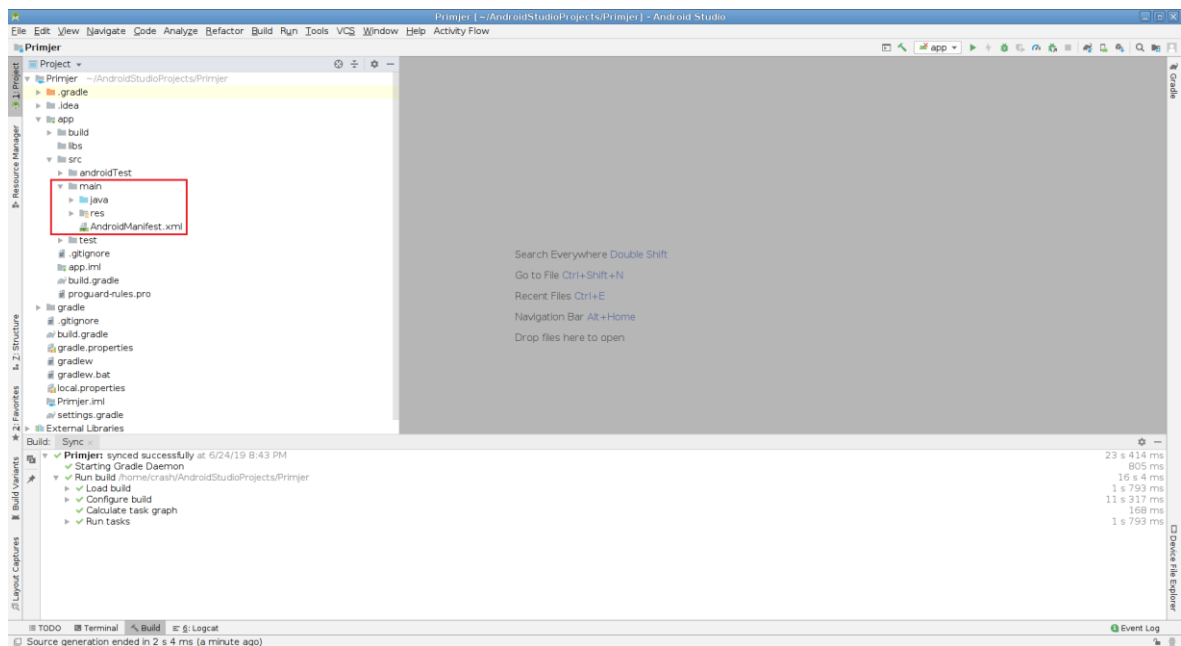 Primjer [~/AndroidStudioProjects/Primjer] - Android Studio
File Edit View Navigate Code Analyze Refactor Build Run Tools VCS Window Help Activity Flow
Primjer
app
Project
1: Project
Resource Manager
Z: Structure
2: Favorites
Build Variants
Layout Captures
Gradle
Device File Explorer
Primjer ~/AndroidStudioProjects/Primjer
.gradle
.idea
app
build
libs
src
androidTest
main
java
res
AndroidManifest.xml
test
.gitignore
app.iml
build.gradle
proguard-rules.pro
gradle
.gitignore
build.gradle
gradle.properties
gradlew
gradlew.bat
local.properties
Primjer.iml
settings.gradle
External Libraries
Search Everywhere Double Shift
Go to File Ctrl+Shift+N
Recent Files Ctrl+E
Navigation Bar Alt+Home
Drop files here to open
Build: Sync
Primjer: synced successfully at 6/24/19 8:43 PM 23 s 414 ms
Starting Gradle Daemon 805 ms
Run build /home/crash/AndroidStudioProjects/Primjer 16 s 4 ms
Load build 1 s 793 ms
Configure build 11 s 317 ms
Calculate task graph 168 ms
Run tasks 1 s 793 ms
TODO Terminal Build 6: Logcat Event Log
Source generation ended in 2 s 4 ms (a minute ago)